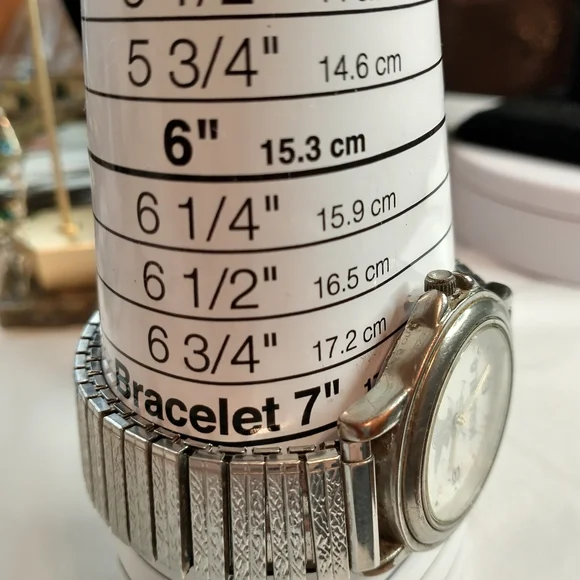 5 3/4" 14.6 cm
6" 15.3 cm
6 1/4" 15.9 cm
6 1/2" 16.5 cm
6 3/4" 17.2 cm
Bracelet 7"